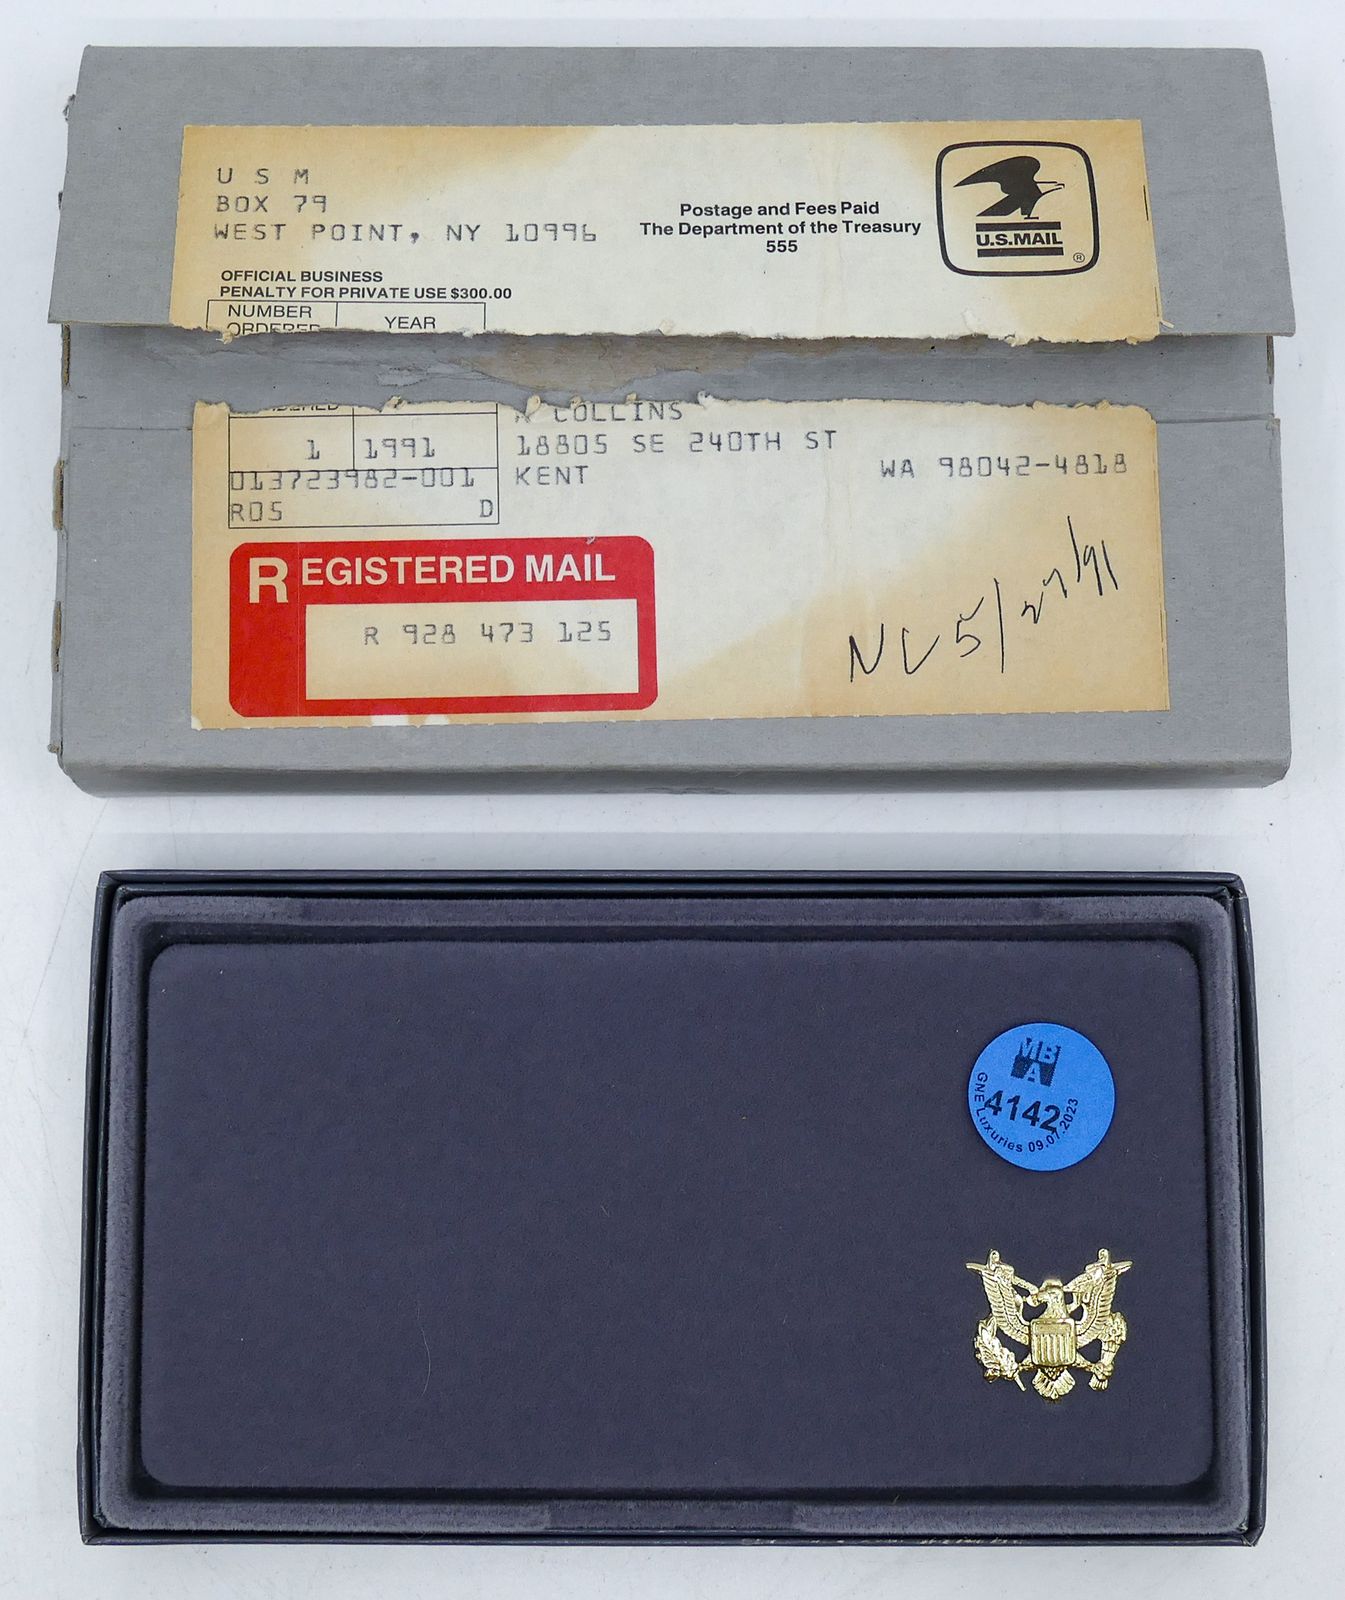 U S M
BOX 79
WEST POINT, NY 10996
Postage and Fees Paid
The Department of the Treasury
555
U.S.MAIL
®
OFFICIAL BUSINESS
PENALTY FOR PRIVATE USE $300.00
NUMBER
ORDERED
YEAR
COLLINS
1 1991
18805 SE 240TH ST
013723982-001
KENT
WA 98042-4818
ROS D
REGISTERED MAIL
R 928 473 125
5/27/91
MBA
4142
GNE Luxuries 09.07.2023